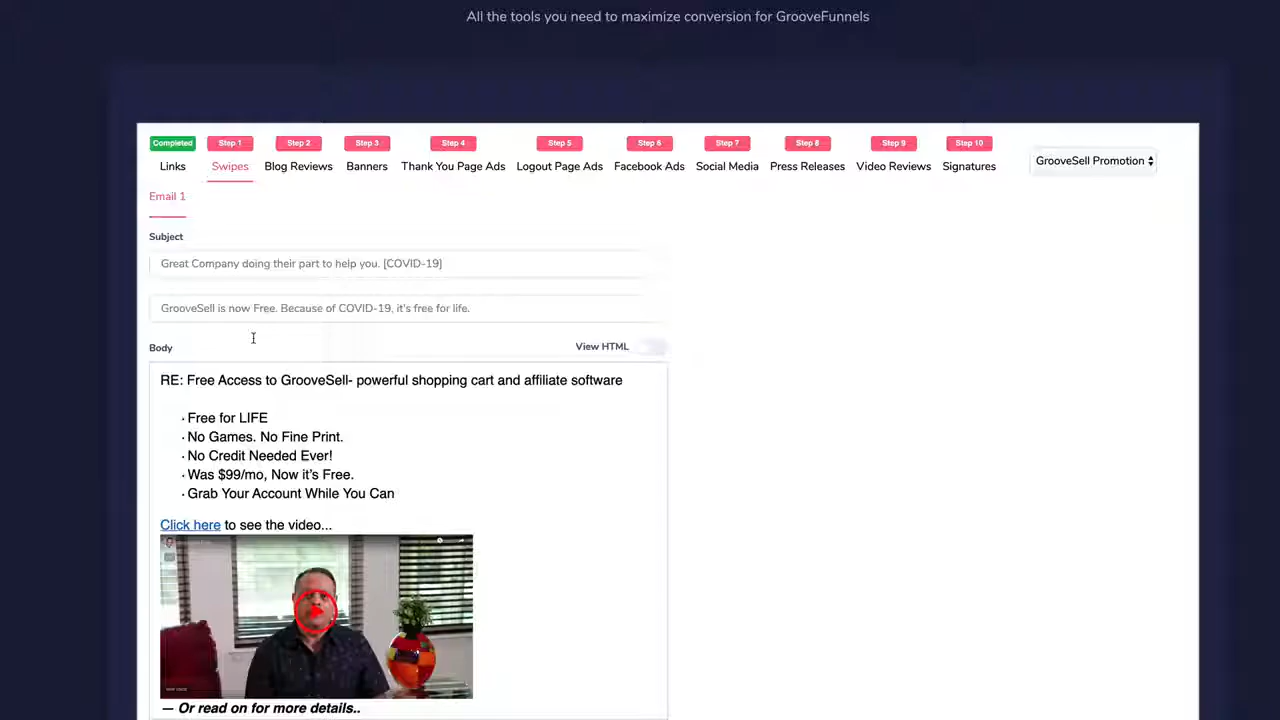 All the tools you need to maximize conversion for GrooveFunnels
Completed Step 1 Step 2 Step 3 Step 4 Step 5 Step 6 Step 7 Step 8 Step 9 Step 10
Links Swipes Blog Reviews Banners Thank You Page Ads Logout Page Ads Facebook Ads Social Media Press Releases Video Reviews Signatures
GrooveSell Promotion
Email 1
Subject
Great Company doing their part to help you. [COVID-19]
GrooveSell is now Free. Because of COVID-19, it's free for life.
Body View HTML
RE: Free Access to GrooveSell- powerful shopping cart and affiliate software
· Free for LIFE
· No Games. No Fine Print.
· No Credit Needed Ever!
· Was $99/mo, Now it's Free.
· Grab Your Account While You Can
Click here to see the video...
— Or read on for more details..